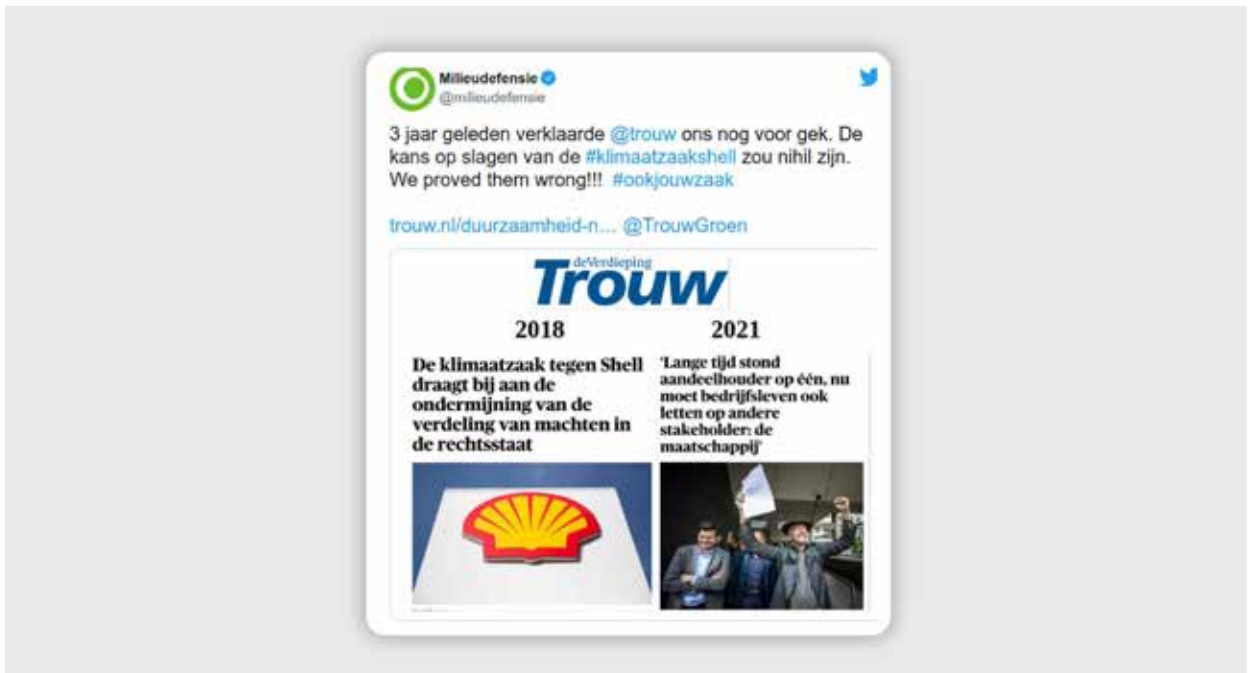 Milieudefensie
@milieudefensie
3 jaar geleden verklaarde @trouw ons nog voor gek. De
kans op slagen van de #klimaatzaakshell zou nihil zijn.
We proved them wrong!!! #ookjouwzaak
trouw.nl/duurzaamheid-n... @TrouwGroen
deVerdieping
Trouw
2018
De klimaatzaak tegen Shell
draagt bij aan de
ondermijning van de
verdeling van machten in
de rechtsstaat
2021
'Lange tijd stond
aandeelhouder op één, nu
moet bedrijfsleven ook
letten op andere
stakeholder: de
maatschappij'